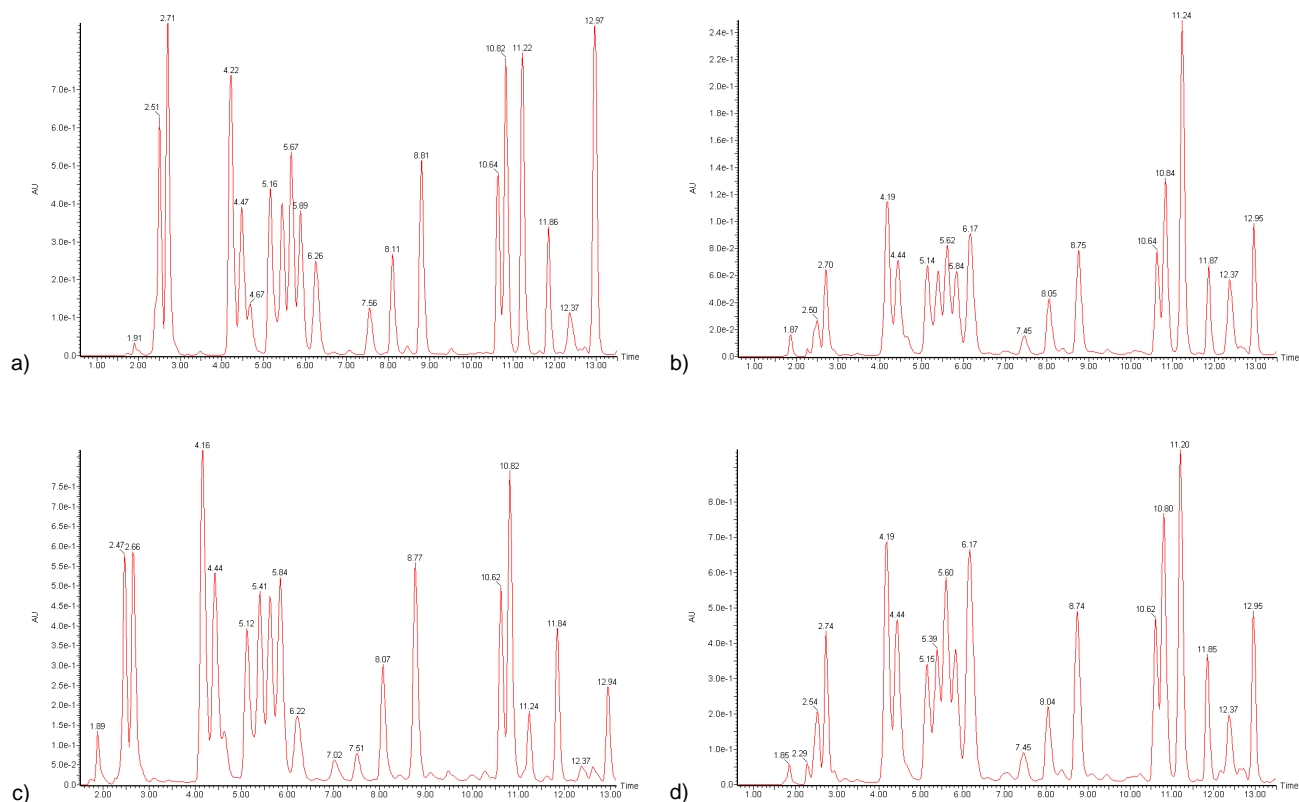 2.71
12.97
10.82
11.22
4.22
7.0e-1
2.51
6.0e-1
5.67
8.81
5.0e-1
10.64
5.16
AU
4.47
5.89
4.0e-1
11.86
3.0e-1
8.11
6.26
2.0e-1
4.67
7.56
12.37
1.0e-1
1.91
0.0
Time
1.00 2.00 3.00 4.00 5.00 6.00 7.00 8.00 9.00 10.00 11.00 12.00 13.00
a)
11.24
2.4e-1
2.2e-1
2.0e-1
1.8e-1
1.6e-1
1.4e-1
10.84
AU
1.2e-1
4.19
12.95
1.0e-1
6.17
5.62
8.75
10.64
8.0e-2
4.44
5.14
5.84
11.87
2.70
6.0e-2
12.37
8.05
4.0e-2
2.50
1.87
7.45
2.0e-2
0.0
Time
1.00 2.00 3.00 4.00 5.00 6.00 7.00 8.00 9.00 10.00 11.00 12.00 13.00
b)
4.16
10.82
7.5e-1
7.0e-1
6.5e-1
6.0e-1
2.47 2.66
8.77
5.5e-1
4.44
5.84
5.0e-1
5.41
10.62
4.5e-1
AU
4.0e-1
5.12
11.84
3.5e-1
3.0e-1
8.07
2.5e-1
12.94
2.0e-1
6.22
11.24
1.5e-1
1.89
1.0e-1
7.02
7.51
5.0e-2
12.37
0.0
Time
2.00 3.00 4.00 5.00 6.00 7.00 8.00 9.00 10.00 11.00 12.00 13.00
c)
11.20
8.0e-1
10.80
7.0e-1
4.19
6.17
6.0e-1
5.60
5.0e-1
AU
4.44
8.74
10.62
12.95
2.74
4.0e-1
5.39
5.15
11.85
3.0e-1
2.54
8.04
12.37
2.0e-1
1.0e-1
1.85
2.29
7.45
0.0
Time
1.00 2.00 3.00 4.00 5.00 6.00 7.00 8.00 9.00 10.00 11.00 12.00 13.00
d)